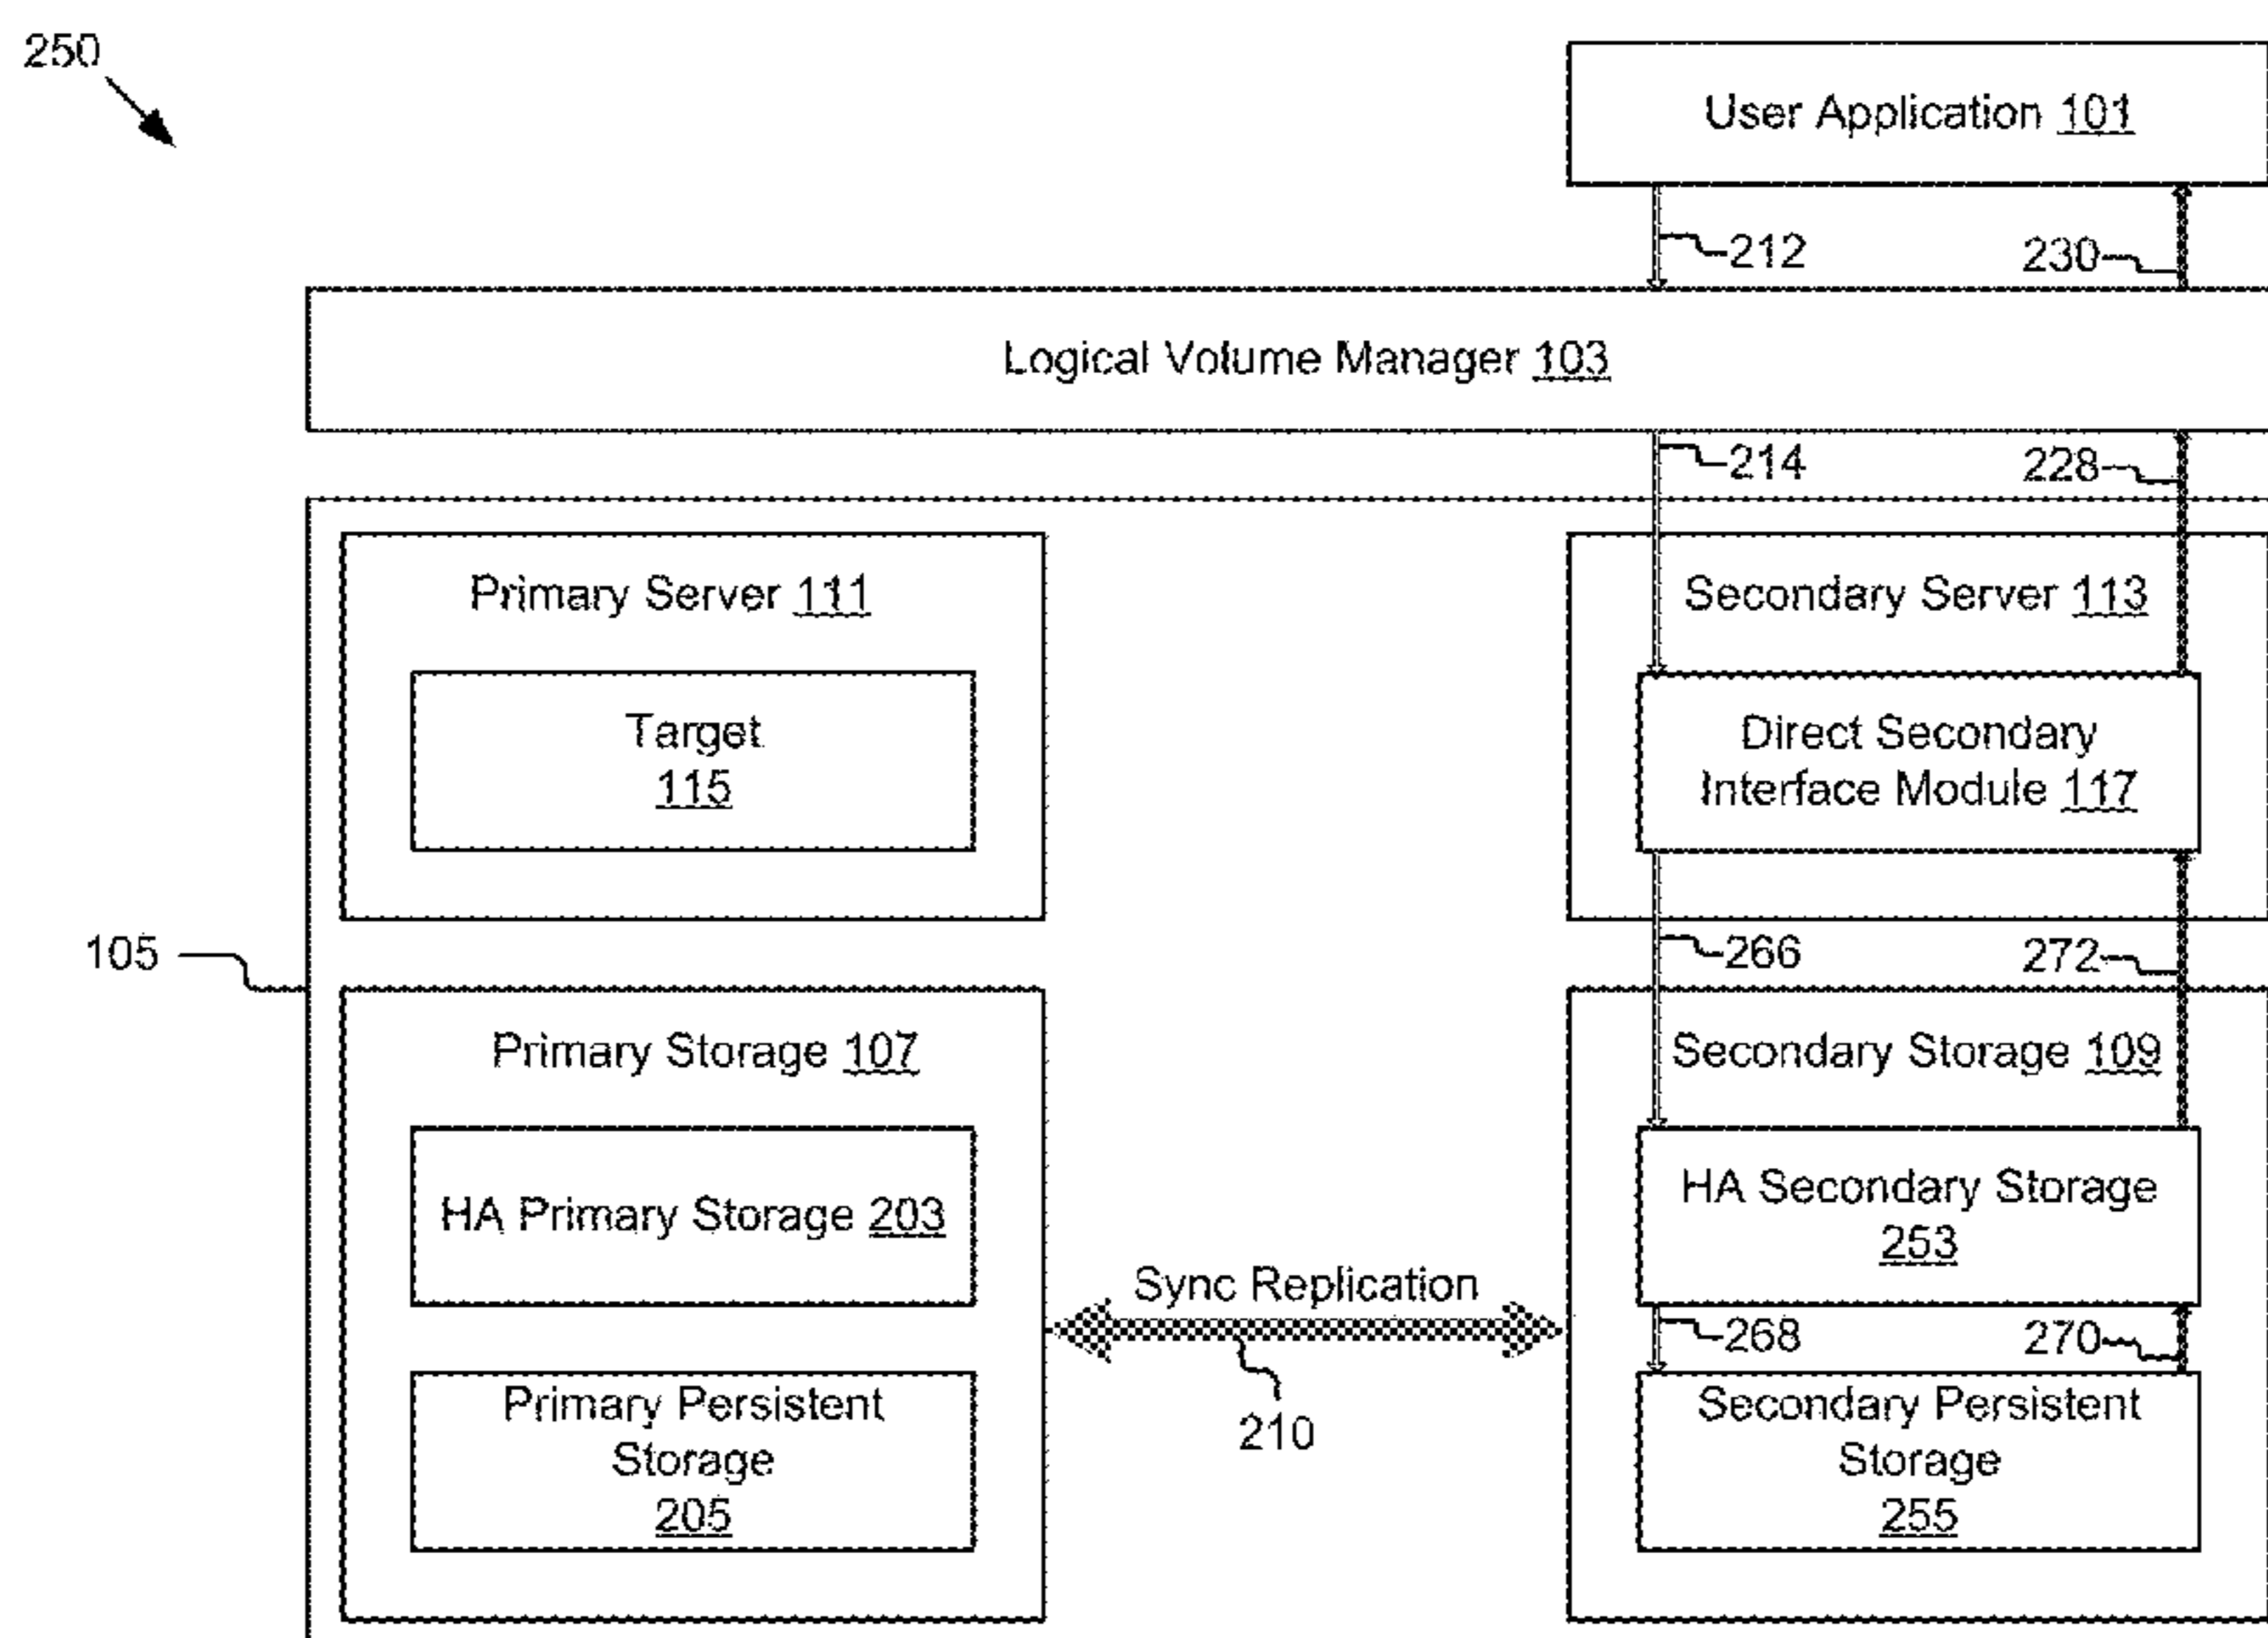 250
User Application 101
212
230
Logical Volume Manager 103
214
228
Primary Server 111
Secondary Server 113
Target
115
Direct Secondary
Interface Module 117
105
266
272
Primary Storage 107
Secondary Storage 109
HA Primary Storage 203
HA Secondary Storage
253
Sync Replication
210
268
270
Primary Persistent
Storage
205
Secondary Persistent
Storage
255